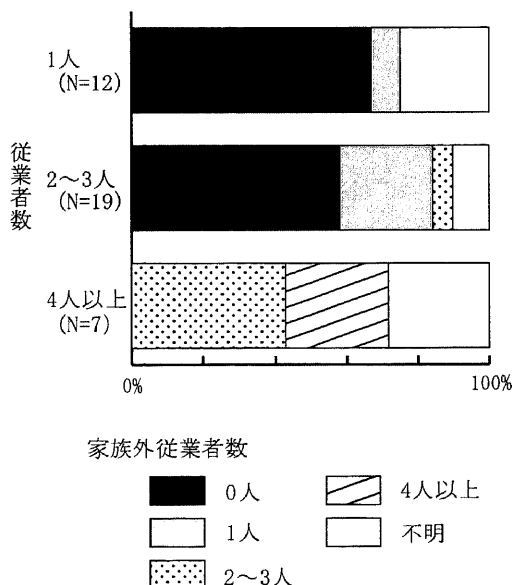 1人
(N=12)
従業者数
2～3人
(N=19)
4人以上
(N=7)
0%
100%
家族外従業者数
0人
4人以上
1人
不明
2～3人